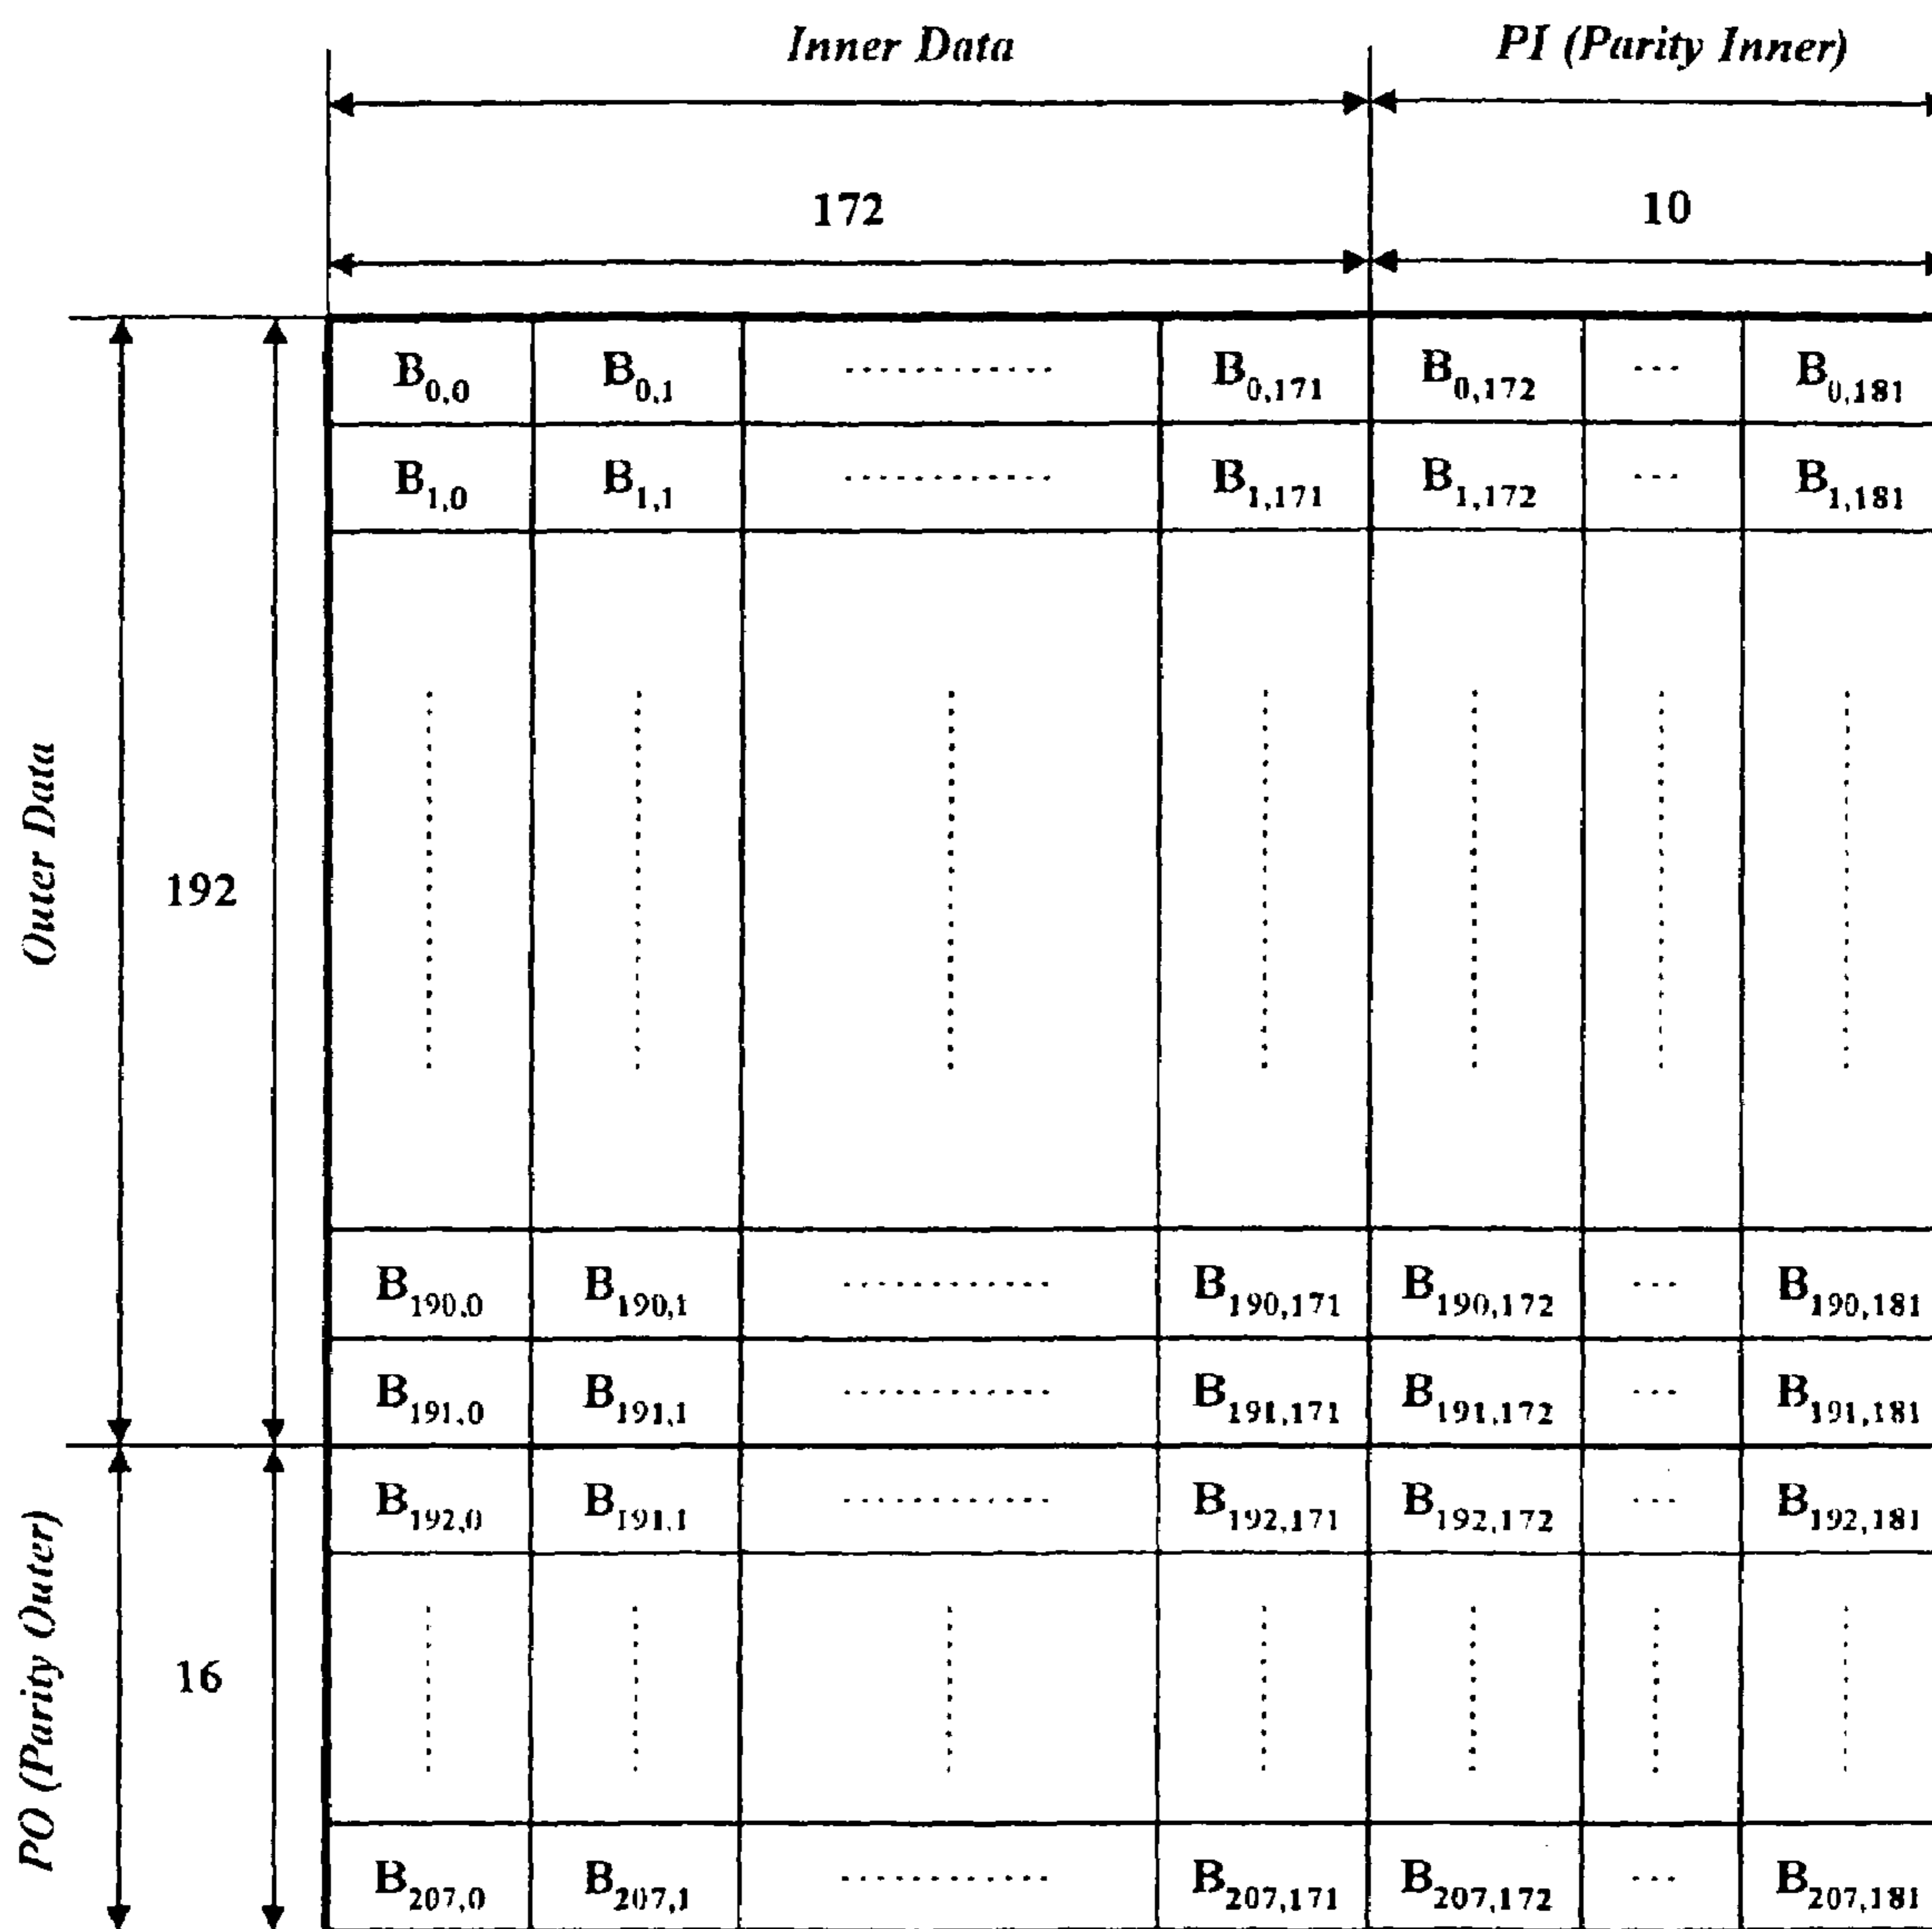 Inner Data PI (Parity Inner)
172 10
B0,0 B0,1 ............ B0,171 B0,172 ... B0,181
B1,0 B1,1 ............ B1,171 B1,172 ... B1,181
Outer Data
192
B190,0 B190,1 ............ B190,171 B190,172 ... B190,181
B191,0 B191,1 ............ B191,171 B191,172 ... B191,181
B192,0 B191,1 ............ B192,171 B192,172 ... B192,181
PO (Parity Outer)
16
B207,0 B207,1 ............ B207,171 B207,172 ... B207,181